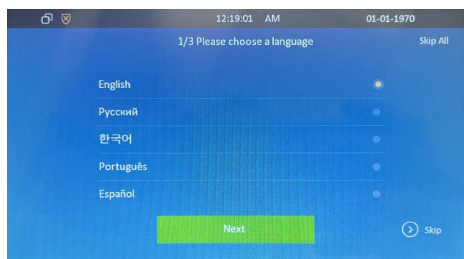 12:19:01 AM 01-01-1970
1/3 Please choose a language Skip All
English
Русский
한국어
Português
Español
Next
Skip